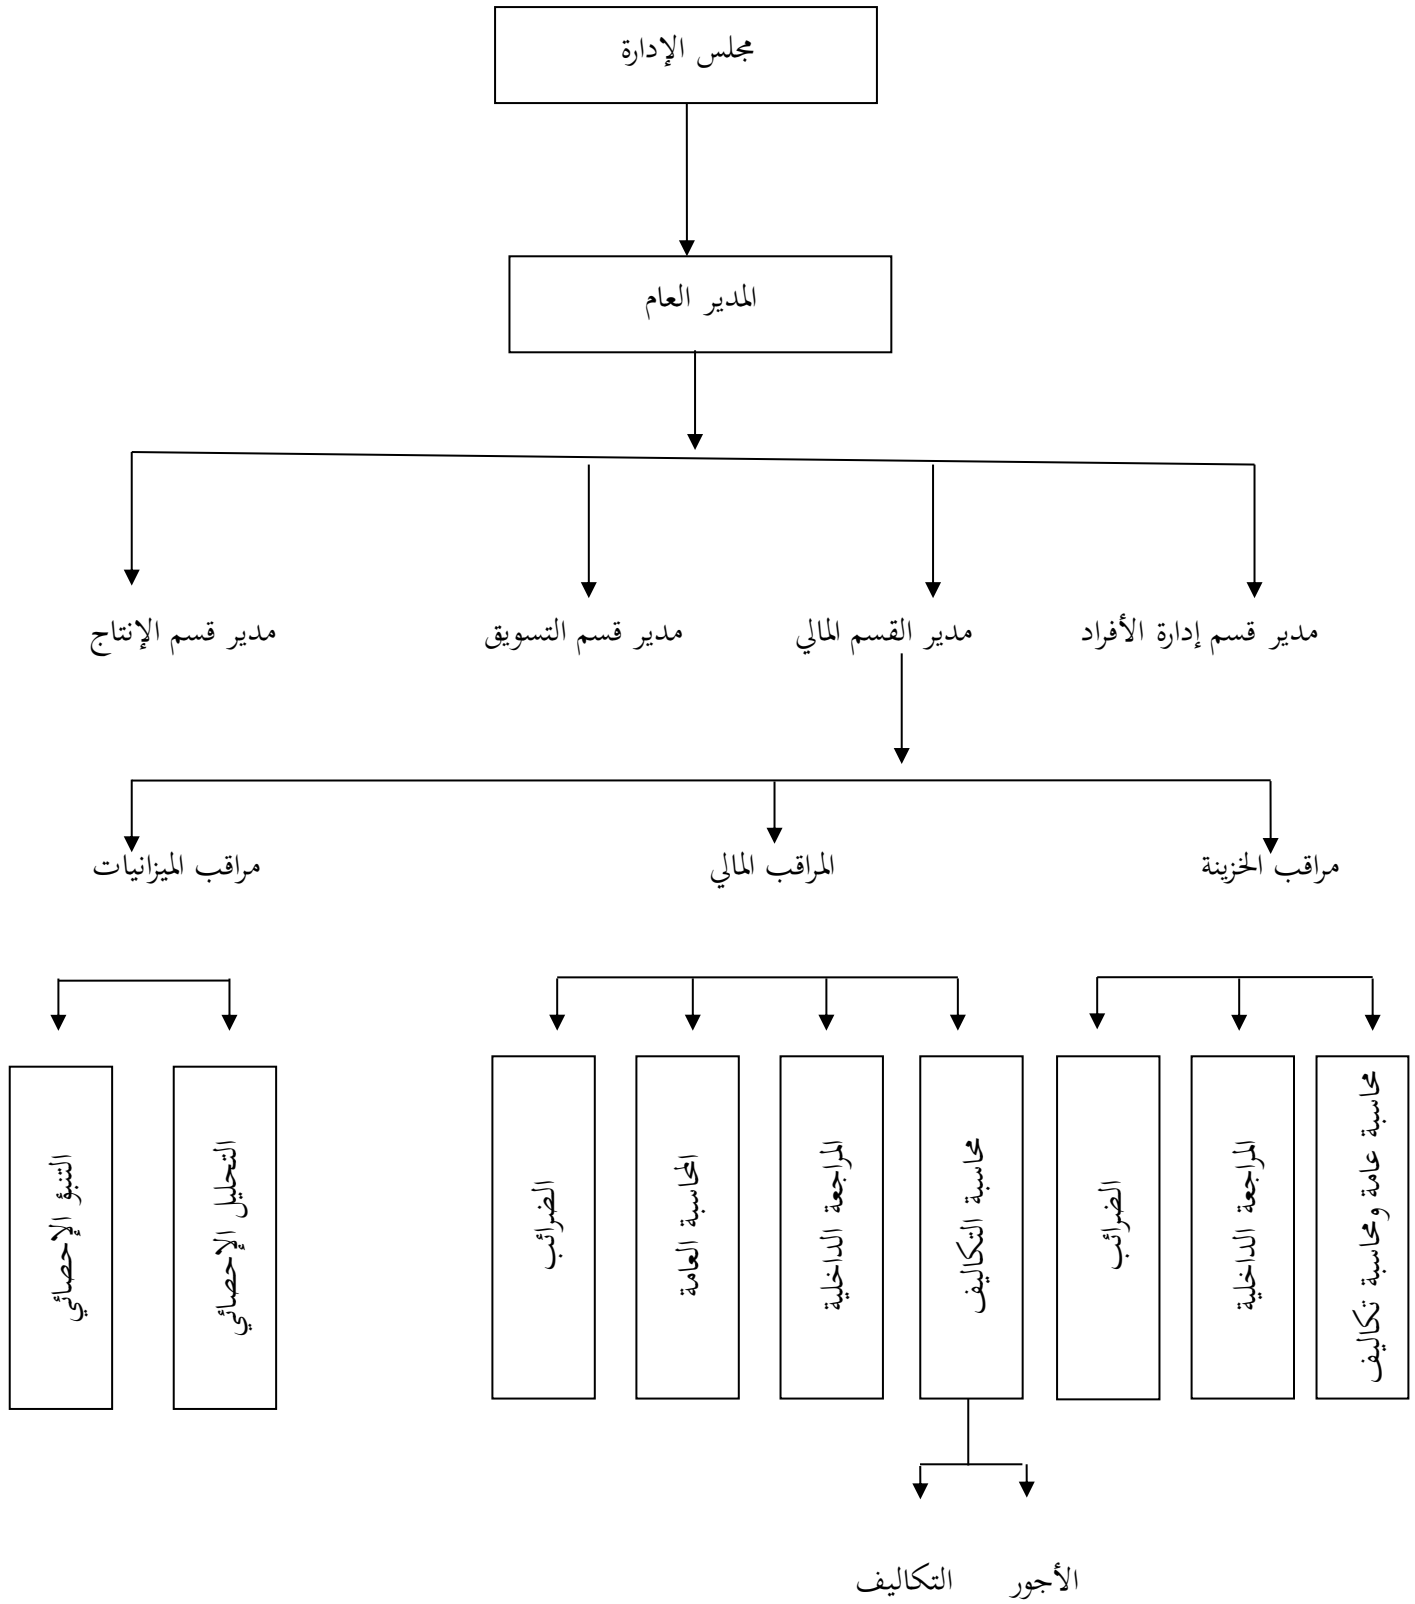 مجلس الإدارة
المدير العام
مدير قسم إدارة الأفراد
مدير القسم المالي
مدير قسم التسويق
مدير قسم الإنتاج
مراقب الخزينة
المراقب المالي
مراقب الميزانيات
محاسبة عامة ومحاسبة تكاليف
المراجعة الداخلية
الضرائب
محاسبة التكاليف
المراجعة الداخلية
المحاسبة العامة
الضرائب
التحليل الإحصائي
التنبؤ الإحصائي
الأجور
التكاليف